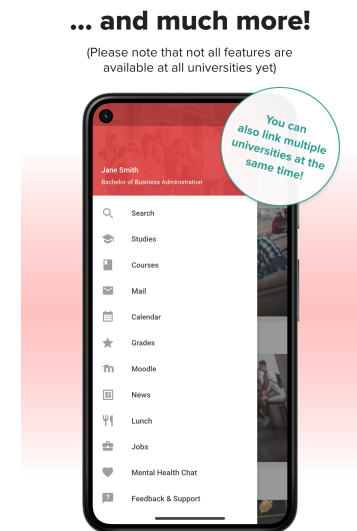 ... and much more!
(Please note that not all features are
available at all universities yet)
You can
also link multiple
universities at the
same time!
Jane Smith
Bachelor of Business Administration
Search
Studies
Courses
Mail
Calendar
Grades
Moodle
News
Lunch
Jobs
Mental Health Chat
Feedback & Support